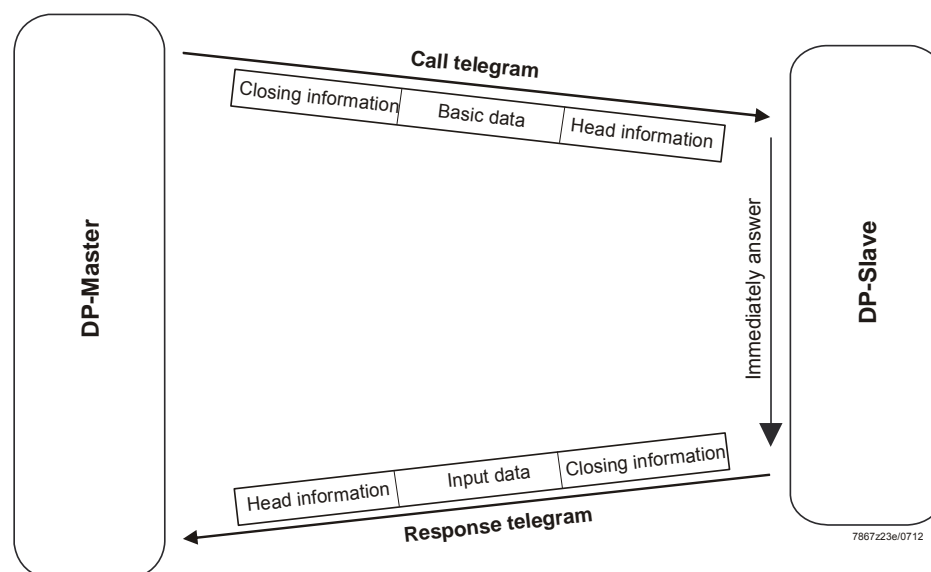 Call telegram
Closing information Basic data Head information
DP-Master
Immediately answer
DP-Slave
Head information Input data Closing information
Response telegram
7867z23e/0712